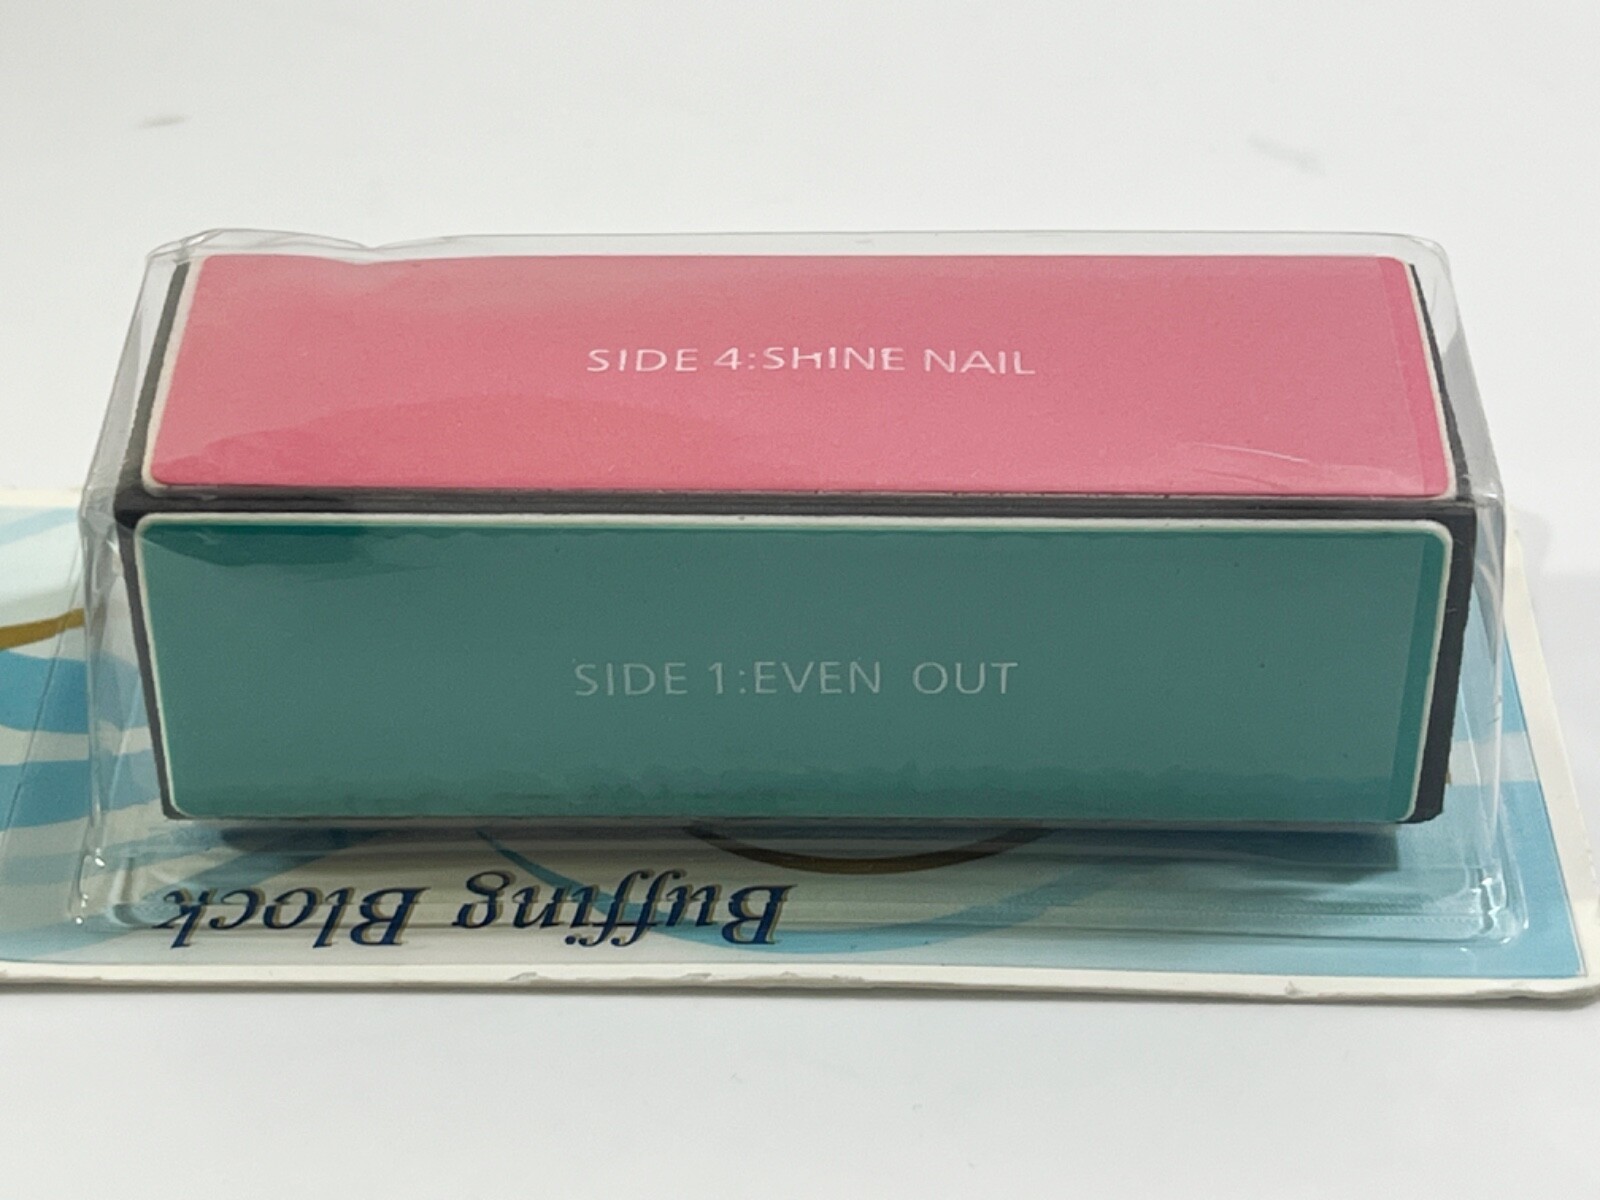 SIDE 4:SHINE NAIL
SIDE 1:EVEN OUT
Buffing Block